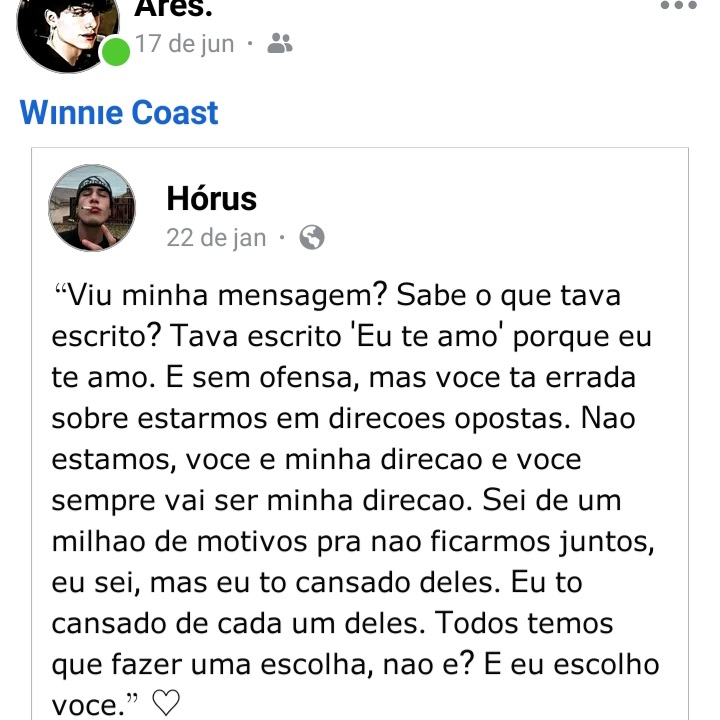 Ares.
17 de jun ·
Wınnıe Coast
Hórus
22 de jan ·
“Viu minha mensagem? Sabe o que tava
escrito? Tava escrito 'Eu te amo' porque eu
te amo. E sem ofensa, mas voce ta errada
sobre estarmos em direcoes opostas. Nao
estamos, voce e minha direcao e voce
sempre vai ser minha direcao. Sei de um
milhao de motivos pra nao ficarmos juntos,
eu sei, mas eu to cansado deles. Eu to
cansado de cada um deles. Todos temos
que fazer uma escolha, nao e? E eu escolho
voce.” ♡